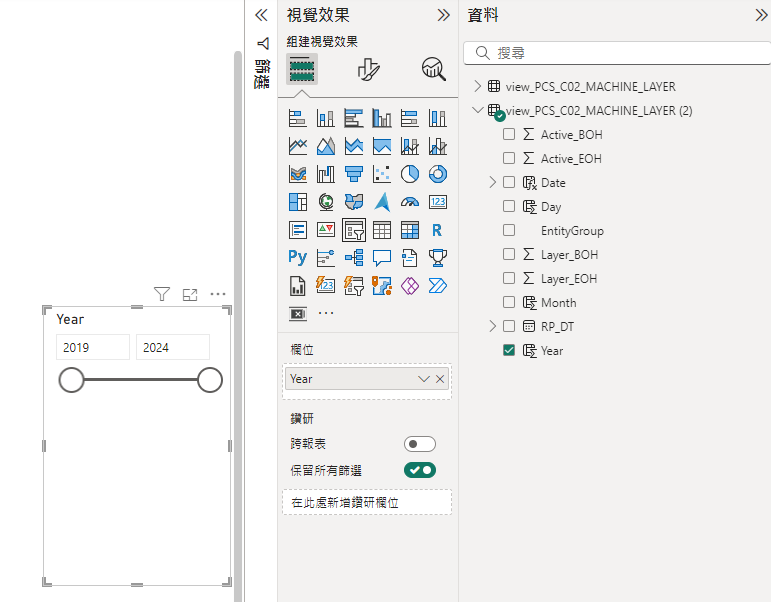 視覺效果
資料
組建視覺效果
篩選
搜尋
view_PCS_C02_MACHINE_LAYER
view_PCS_C02_MACHINE_LAYER (2)
Active_BOH
Active_EOH
Date
Day
EntityGroup
Layer_BOH
Layer_EOH
Month
RP_DT
Year
123
R
Py
123
Year
2019
2024
欄位
Year
鑽研
跨報表
保留所有篩選
在此處新增鑽研欄位